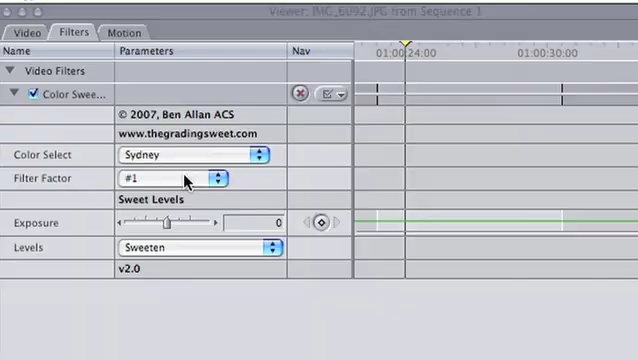 Viewer: IMG_6092.JPG from Sequence 1
Video Filters Motion
Name Parameters Nav 01:00:24:00 01:00:30:00
Video Filters
Color Swee...
© 2007, Ben Allan ACS
www.thegradingsweet.com
Color Select Sydney
Filter Factor #1
Sweet Levels
Exposure 0
Levels Sweeten
v2.0